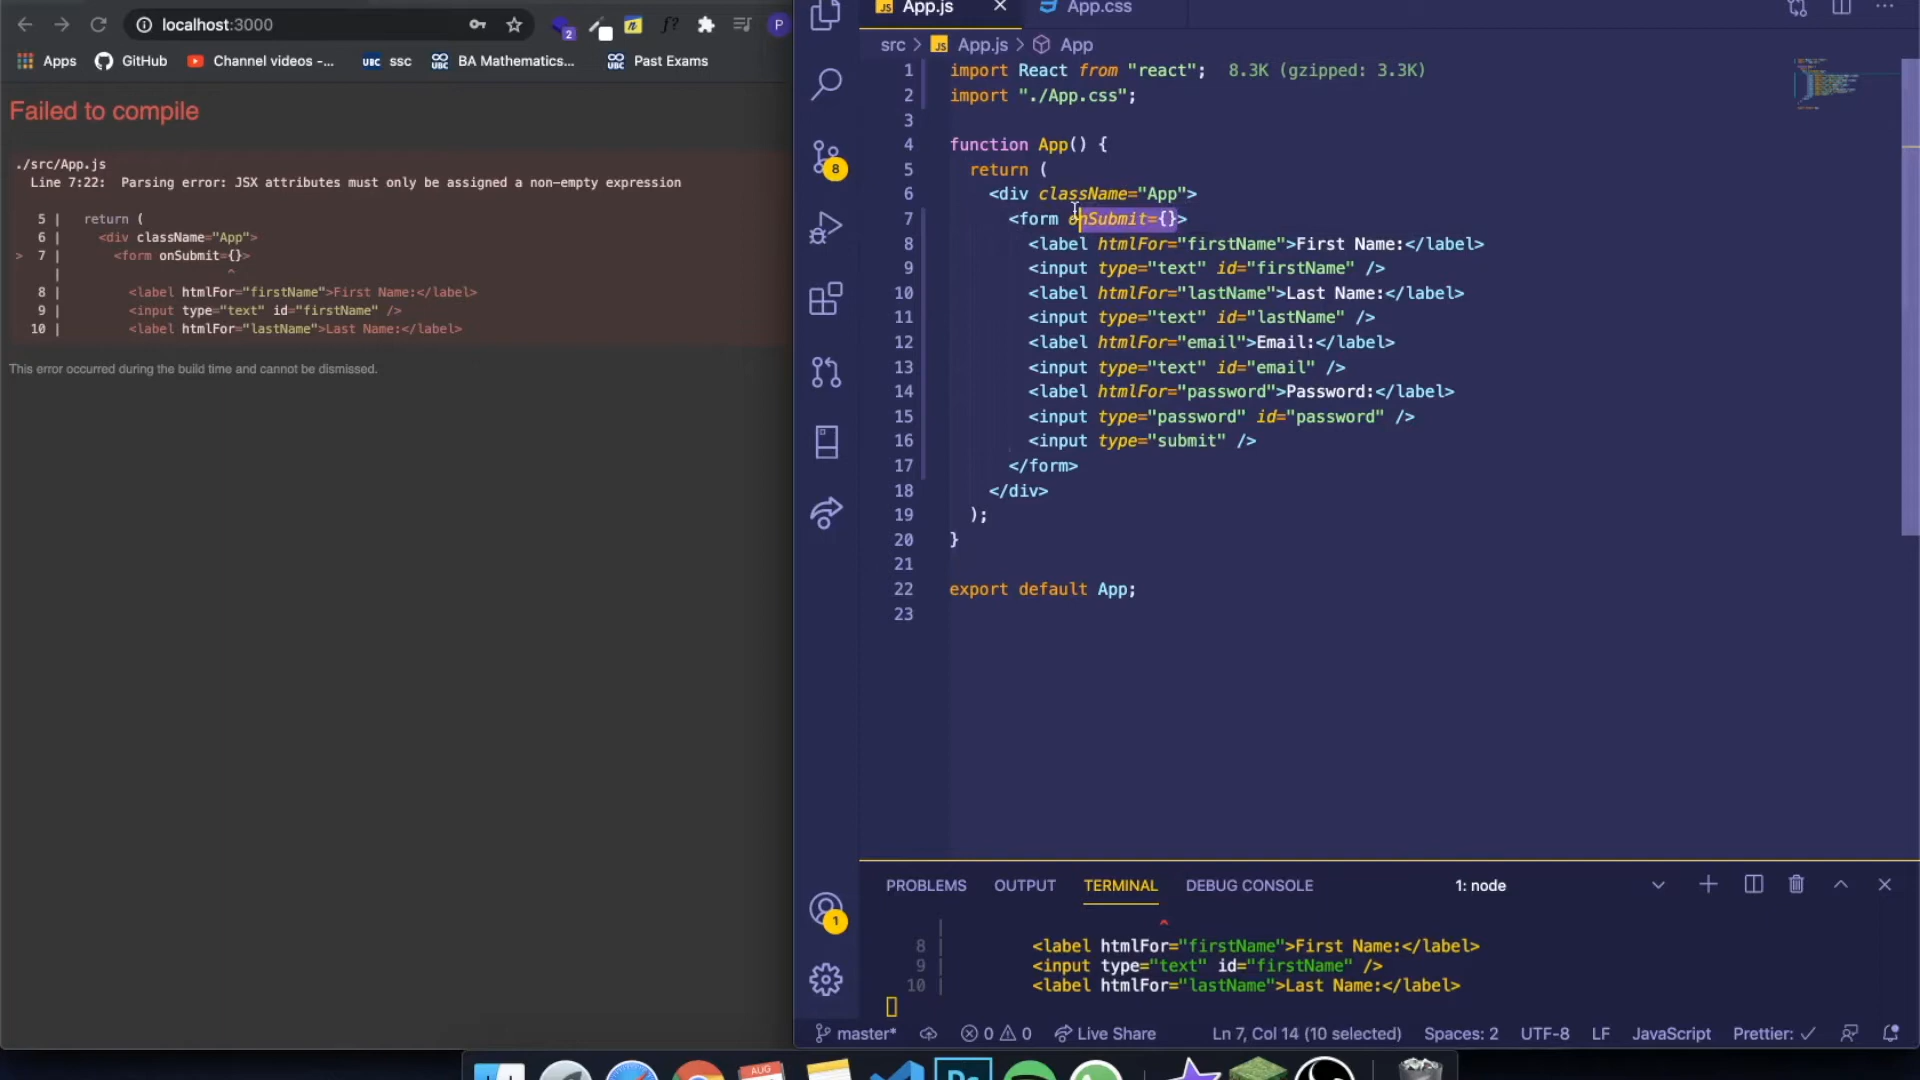 localhost:3000
2
P
Apps
GitHub
Channel videos -...
UBC ssc
UBC BA Mathematics...
UBC Past Exams
Failed to compile
./src/App.js
Line 7:22:  Parsing error: JSX attributes must only be assigned a non-empty expression
5 |   return (
6 |     <div className="App">
> 7 |       <form onSubmit={}>
|                      ^
8 |         <label htmlFor="firstName">First Name:</label>
9 |         <input type="text" id="firstName" />
10 |         <label htmlFor="lastName">Last Name:</label>
This error occurred during the build time and cannot be dismissed.
JS App.js
App.css
src > JS App.js > App
8
1
1 import React from "react";  8.3K (gzipped: 3.3K)
2 import "./App.css";
3
4 function App() {
5   return (
6     <div className="App">
7       <form onSubmit={}>
8         <label htmlFor="firstName">First Name:</label>
9         <input type="text" id="firstName" />
10         <label htmlFor="lastName">Last Name:</label>
11         <input type="text" id="lastName" />
12         <label htmlFor="email">Email:</label>
13         <input type="text" id="email" />
14         <label htmlFor="password">Password:</label>
15         <input type="password" id="password" />
16         <input type="submit" />
17       </form>
18     </div>
19   );
20 }
21
22 export default App;
23
PROBLEMS OUTPUT TERMINAL DEBUG CONSOLE 1: node
|                      ^
8 |         <label htmlFor="firstName">First Name:</label>
9 |         <input type="text" id="firstName" />
10 |         <label htmlFor="lastName">Last Name:</label>
master* 0 0 Live Share Ln 7, Col 14 (10 selected) Spaces: 2 UTF-8 LF JavaScript Prettier: ✓
AUG